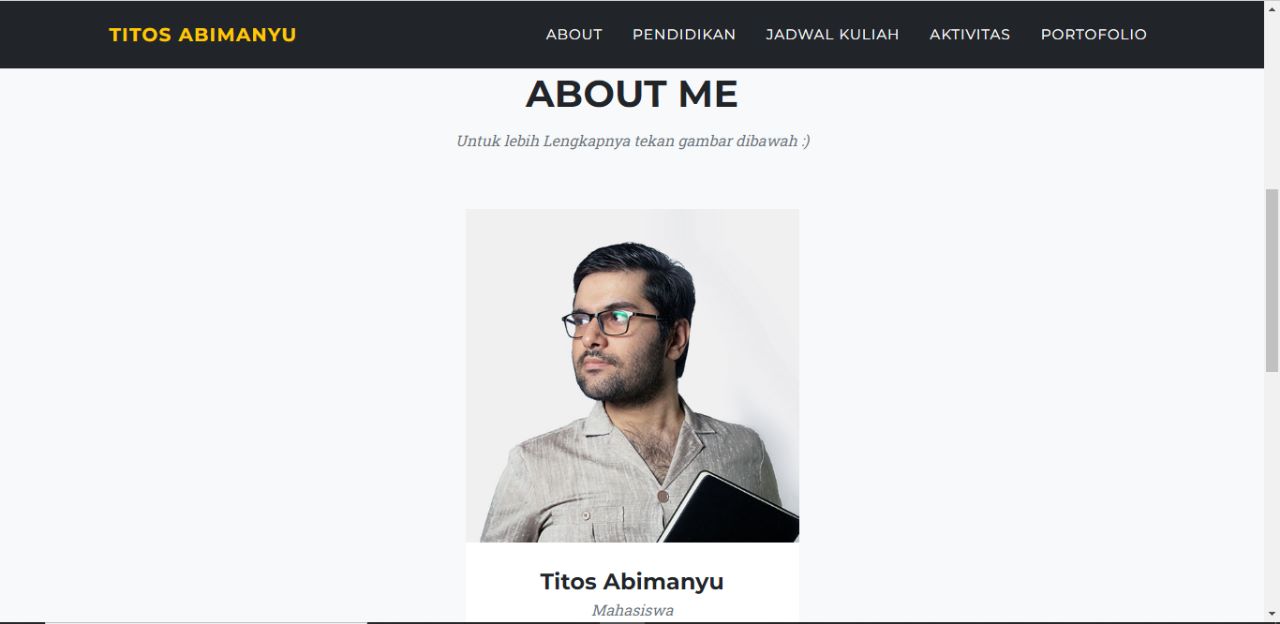 TITOS ABIMANYU
ABOUT PENDIDIKAN JADWAL KULIAH AKTIVITAS PORTOFOLIO
ABOUT ME
Untuk lebih Lengkapnya tekan gambar dibawah :)
Titos Abimanyu
Mahasiswa